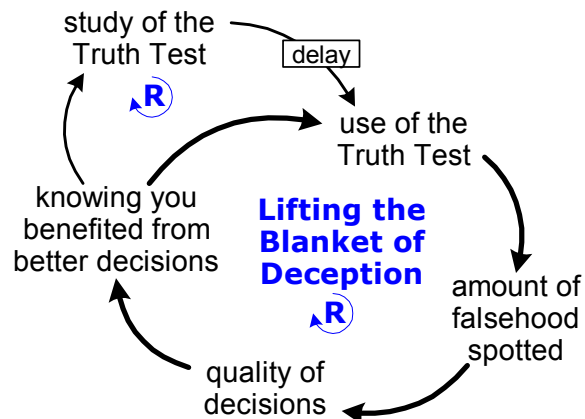 study of the
Truth Test
delay
R
use of the
Truth Test
knowing you
benefited from
better decisions
Lifting the
Blanket of
Deception
R
amount of
falsehood
spotted
quality of
decisions